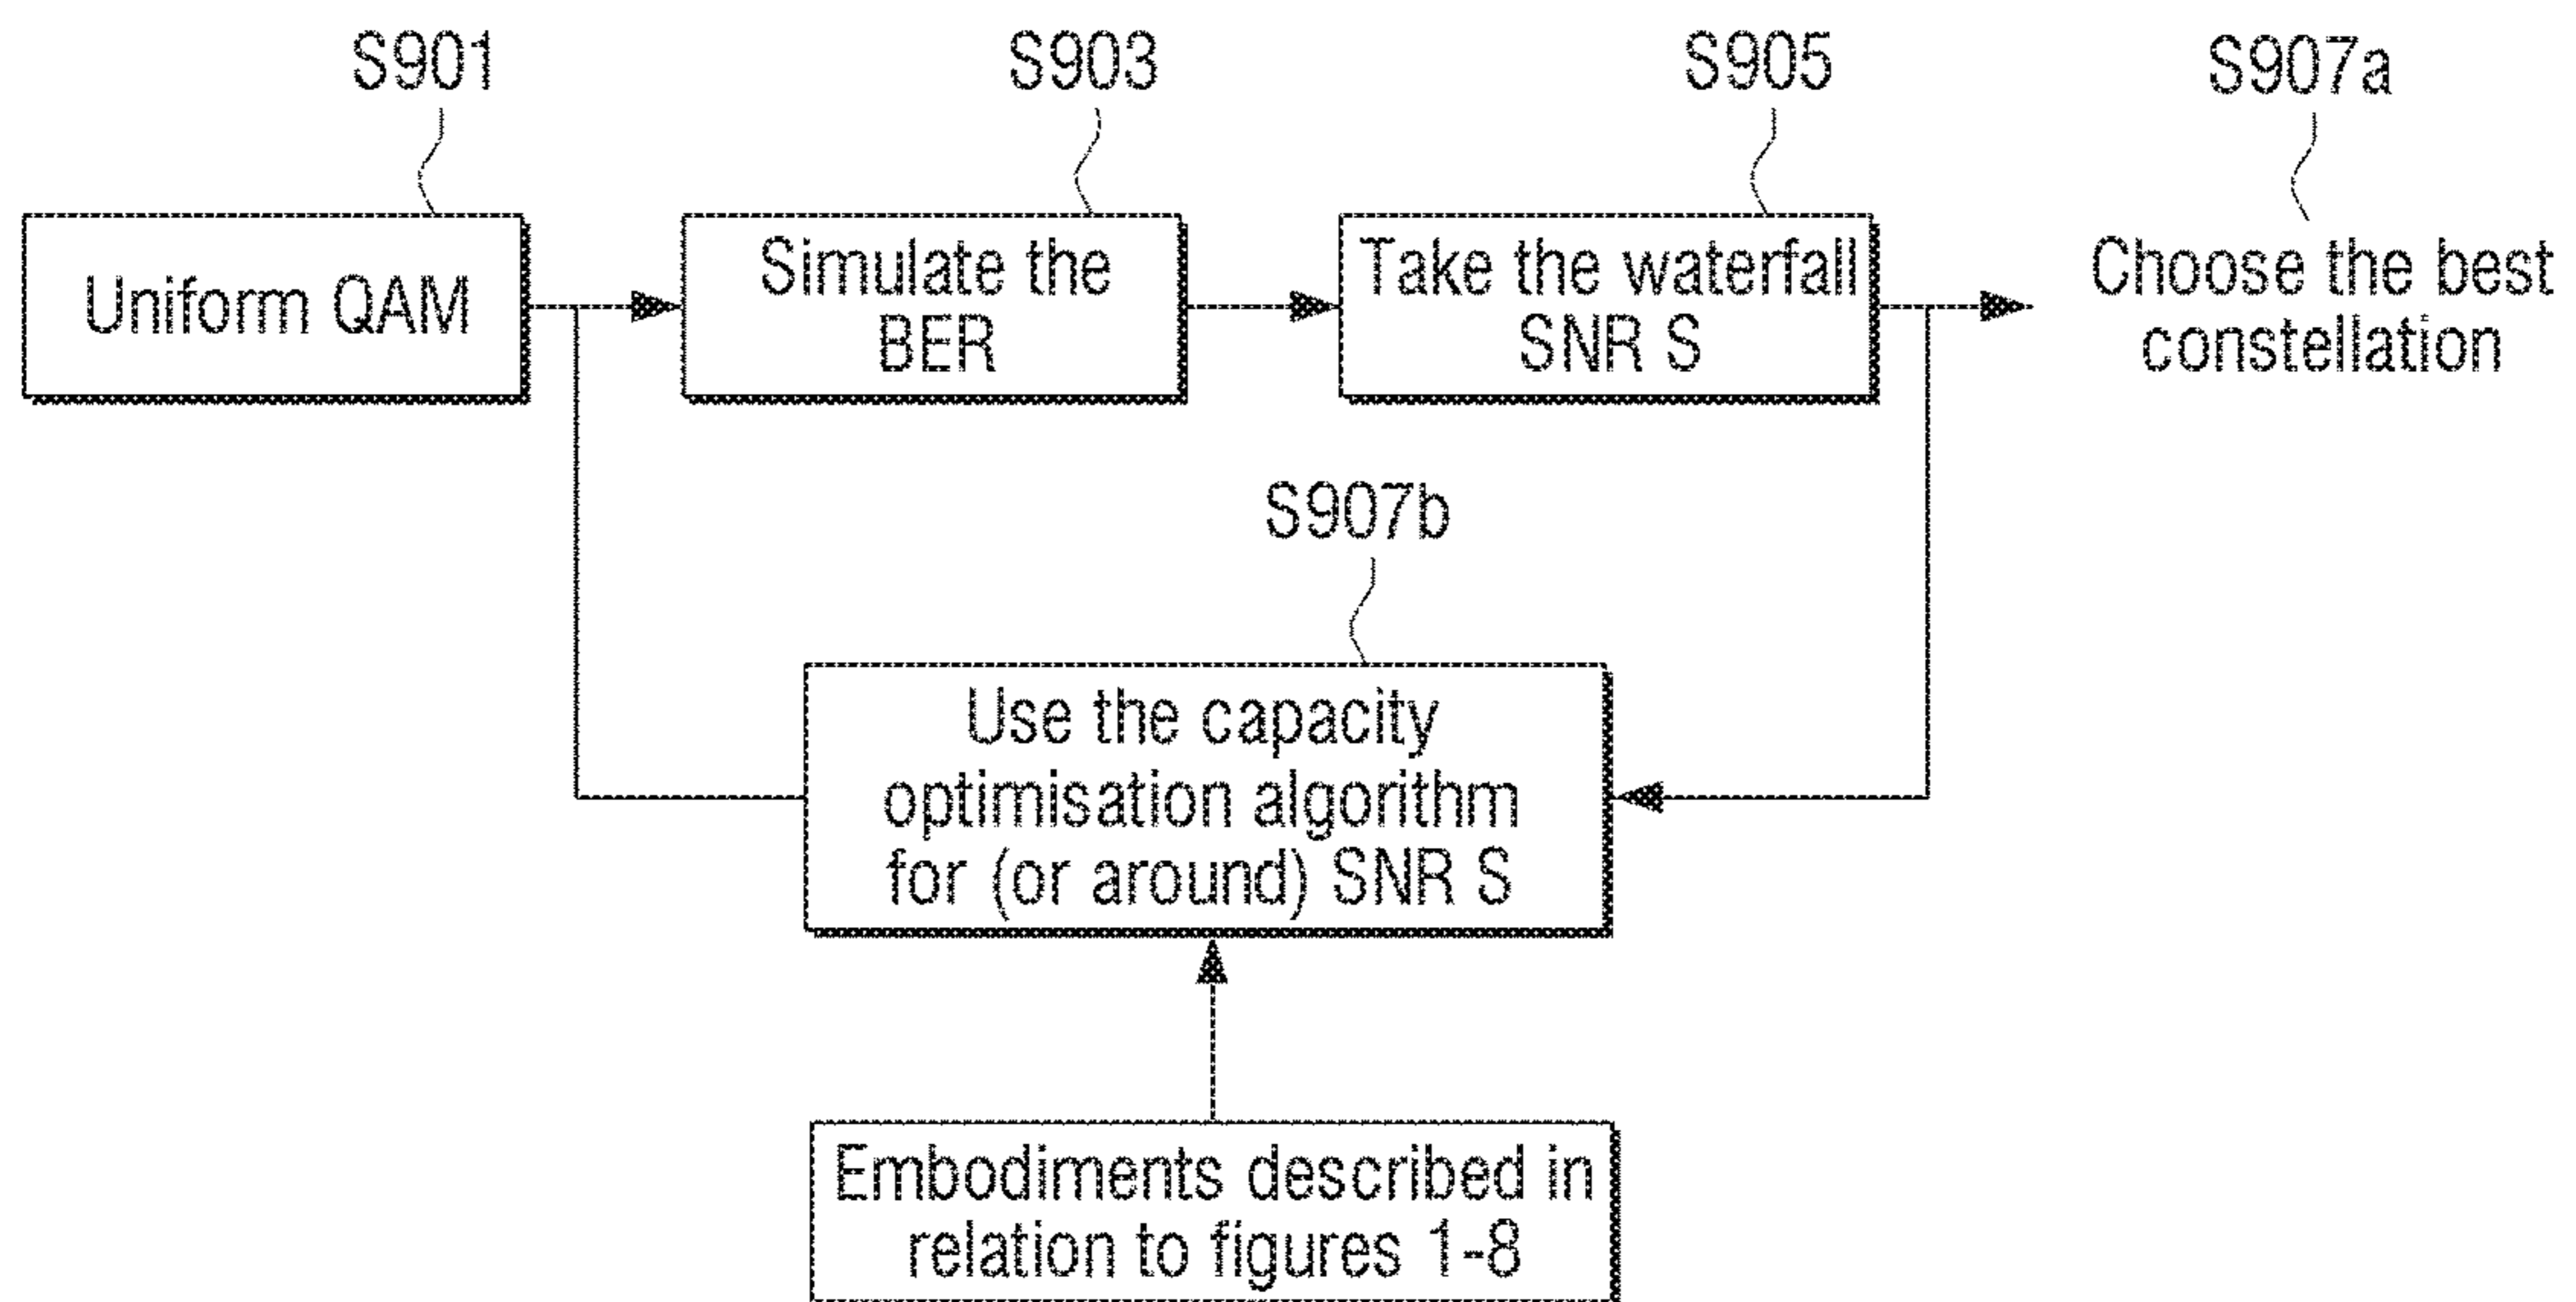 S901
S903
S905
S907a
Uniform QAM
Simulate the
BER
Take the waterfall
SNR S
Choose the best
constellation
S907b
Use the capacity
optimisation algorithm
for (or around) SNR S
Embodiments described in
relation to figures 1-8